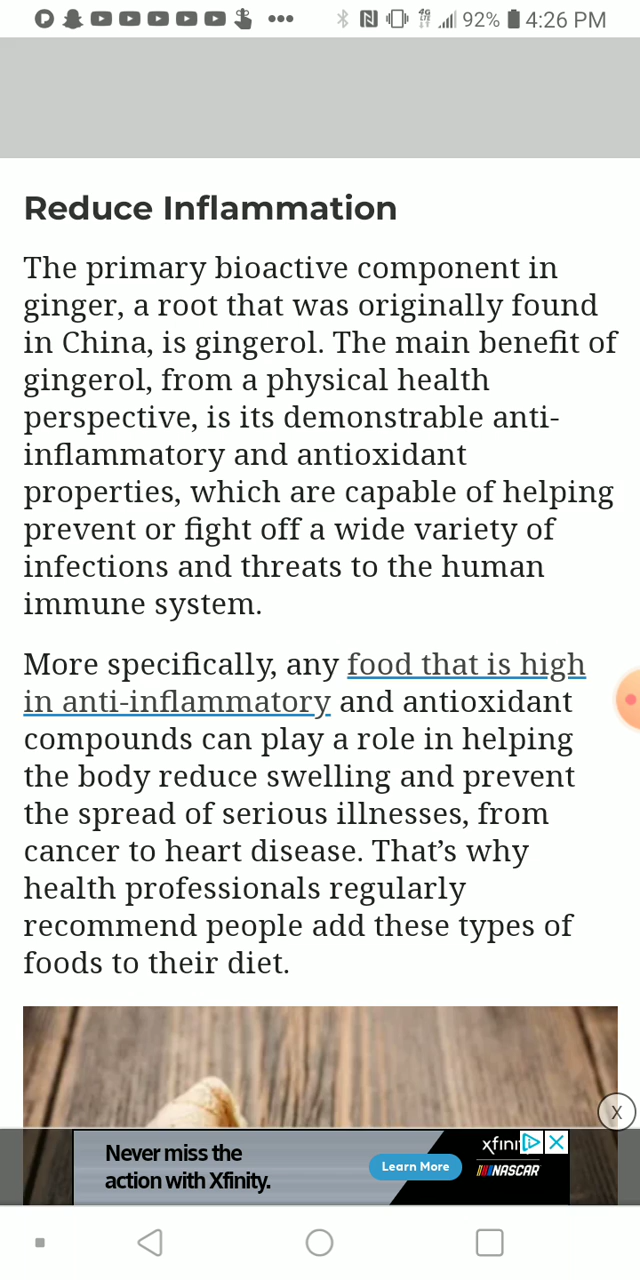 92% 4:26 PM
Reduce Inflammation
The primary bioactive component in
ginger, a root that was originally found
in China, is gingerol. The main benefit of
gingerol, from a physical health
perspective, is its demonstrable anti-
inflammatory and antioxidant
properties, which are capable of helping
prevent or fight off a wide variety of
infections and threats to the human
immune system.
More specifically, any food that is high
in anti-inflammatory and antioxidant
compounds can play a role in helping
the body reduce swelling and prevent
the spread of serious illnesses, from
cancer to heart disease. That’s why
health professionals regularly
recommend people add these types of
foods to their diet.
X
Never miss the
action with Xfinity.
Learn More
NASCAR